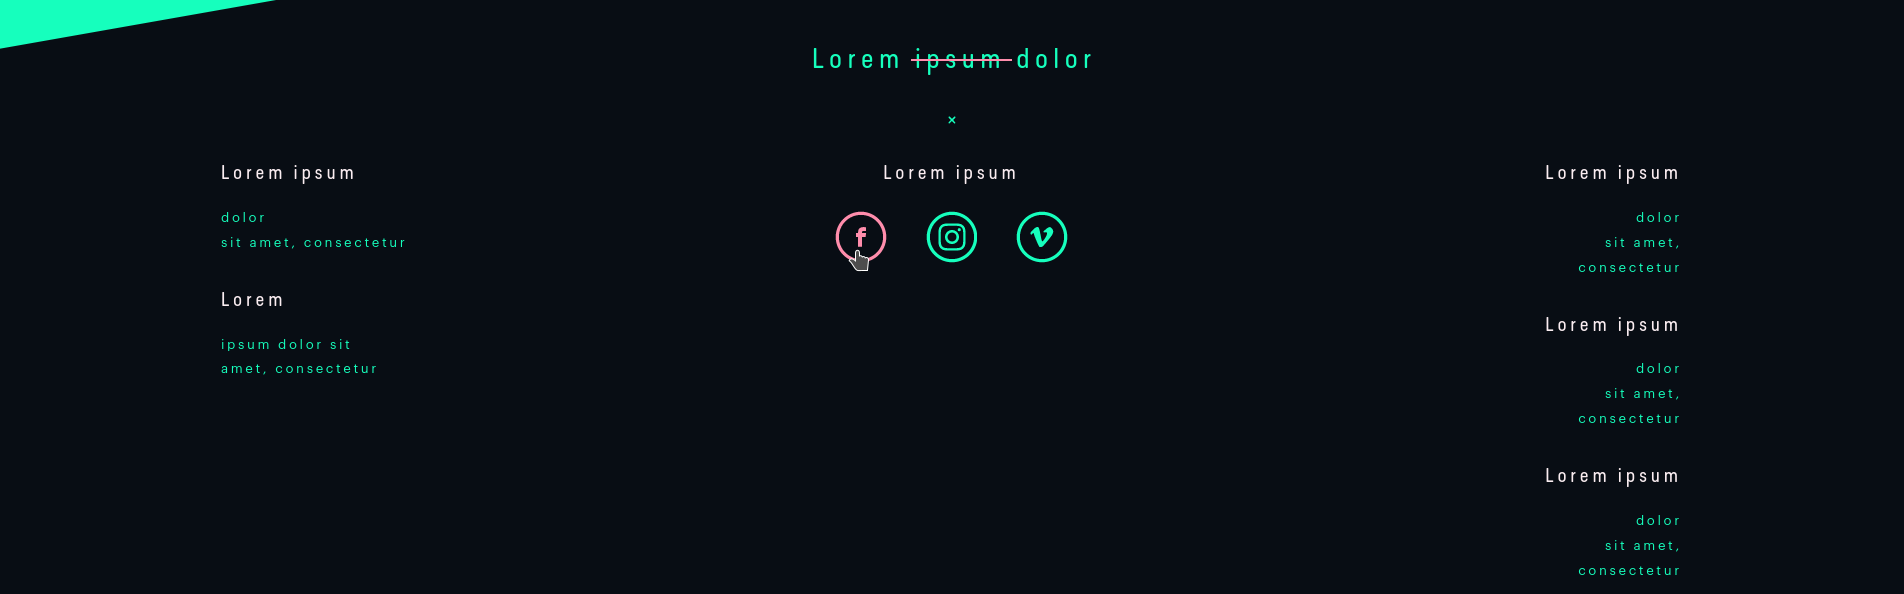 Lorem ipsum dolor
×
Lorem ipsum
dolor
sit amet, consectetur
Lorem
ipsum dolor sit
amet, consectetur
Lorem ipsum
Lorem ipsum
dolor
sit amet,
consectetur
Lorem ipsum
dolor
sit amet,
consectetur
Lorem ipsum
dolor
sit amet,
consectetur